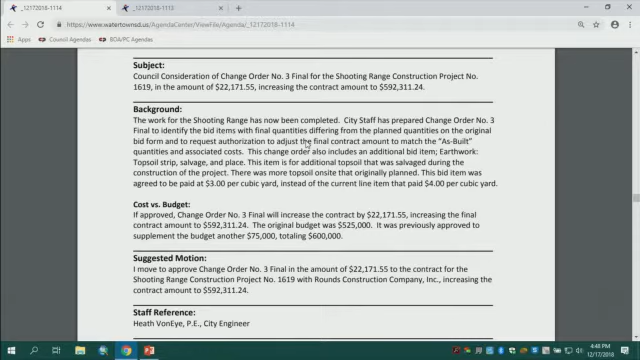 _12172018-1114
_12172018-1113
https://www.watertownsd.us/AgendaCenter/ViewFile/Agenda/_12172018-1114
Apps
Council Agendas
BOA/PC Agendas
Subject:
Council Consideration of Change Order No. 3 Final for the Shooting Range Construction Project No.
1619, in the amount of $22,171.55, increasing the contract amount to $592,311.24.
Background:
The work for the Shooting Range has now been completed. City Staff has prepared Change Order No. 3
Final to identify the bid items with final quantities differing from the planned quantities on the original
bid form and to request authorization to adjust the final contract amount to match the "As-Built"
quantities and associated costs. This change order also includes an additional bid item; Earthwork:
Topsoil strip, salvage, and place. This item is for additional topsoil that was salvaged during the
construction of the project. There was more topsoil onsite that originally planned. This bid item was
agreed to be paid at $3.00 per cubic yard, instead of the current line item that paid $4.00 per cubic yard.
Cost vs. Budget:
If approved, Change Order No. 3 Final will increase the contract by $22,171.55, increasing the final
contract amount to $592,311.24. The original budget was $525,000. It was previously approved to
supplement the budget another $75,000, totaling $600,000.
Suggested Motion:
I move to approve Change Order No. 3 Final in the amount of $22,171.55 to the contract for the
Shooting Range Construction Project No. 1619 with Rounds Construction Company, Inc., increasing the
contract amount to $592,311.24.
Staff Reference:
Heath VonEye, P.E., City Engineer
4:48 PM
12/17/2018